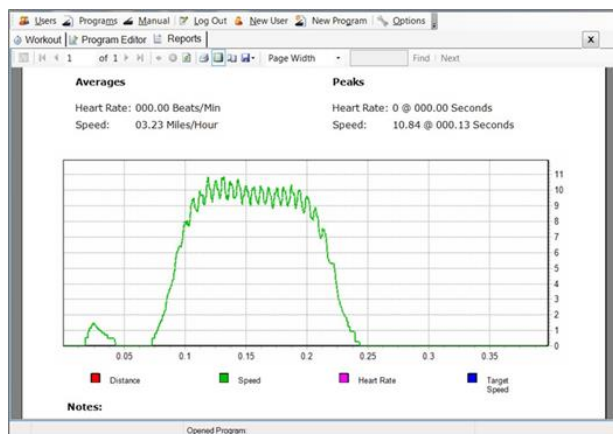 Users Programs Manual Log Out New User New Program Options
Workout Program Editor Reports x
1 of 1 Page Width Find Next
Averages Peaks
Heart Rate: 000.00 Beats/Min Heart Rate: 0 @ 000.00 Seconds
Speed: 03.23 Miles/Hour Speed: 10.84 @ 000.13 Seconds
11
10
9
8
7
6
5
4
3
2
1
0
0.05 0.1 0.15 0.2 0.25 0.3 0.35
Distance Speed Heart Rate Target Speed
Notes:
Opened Program: